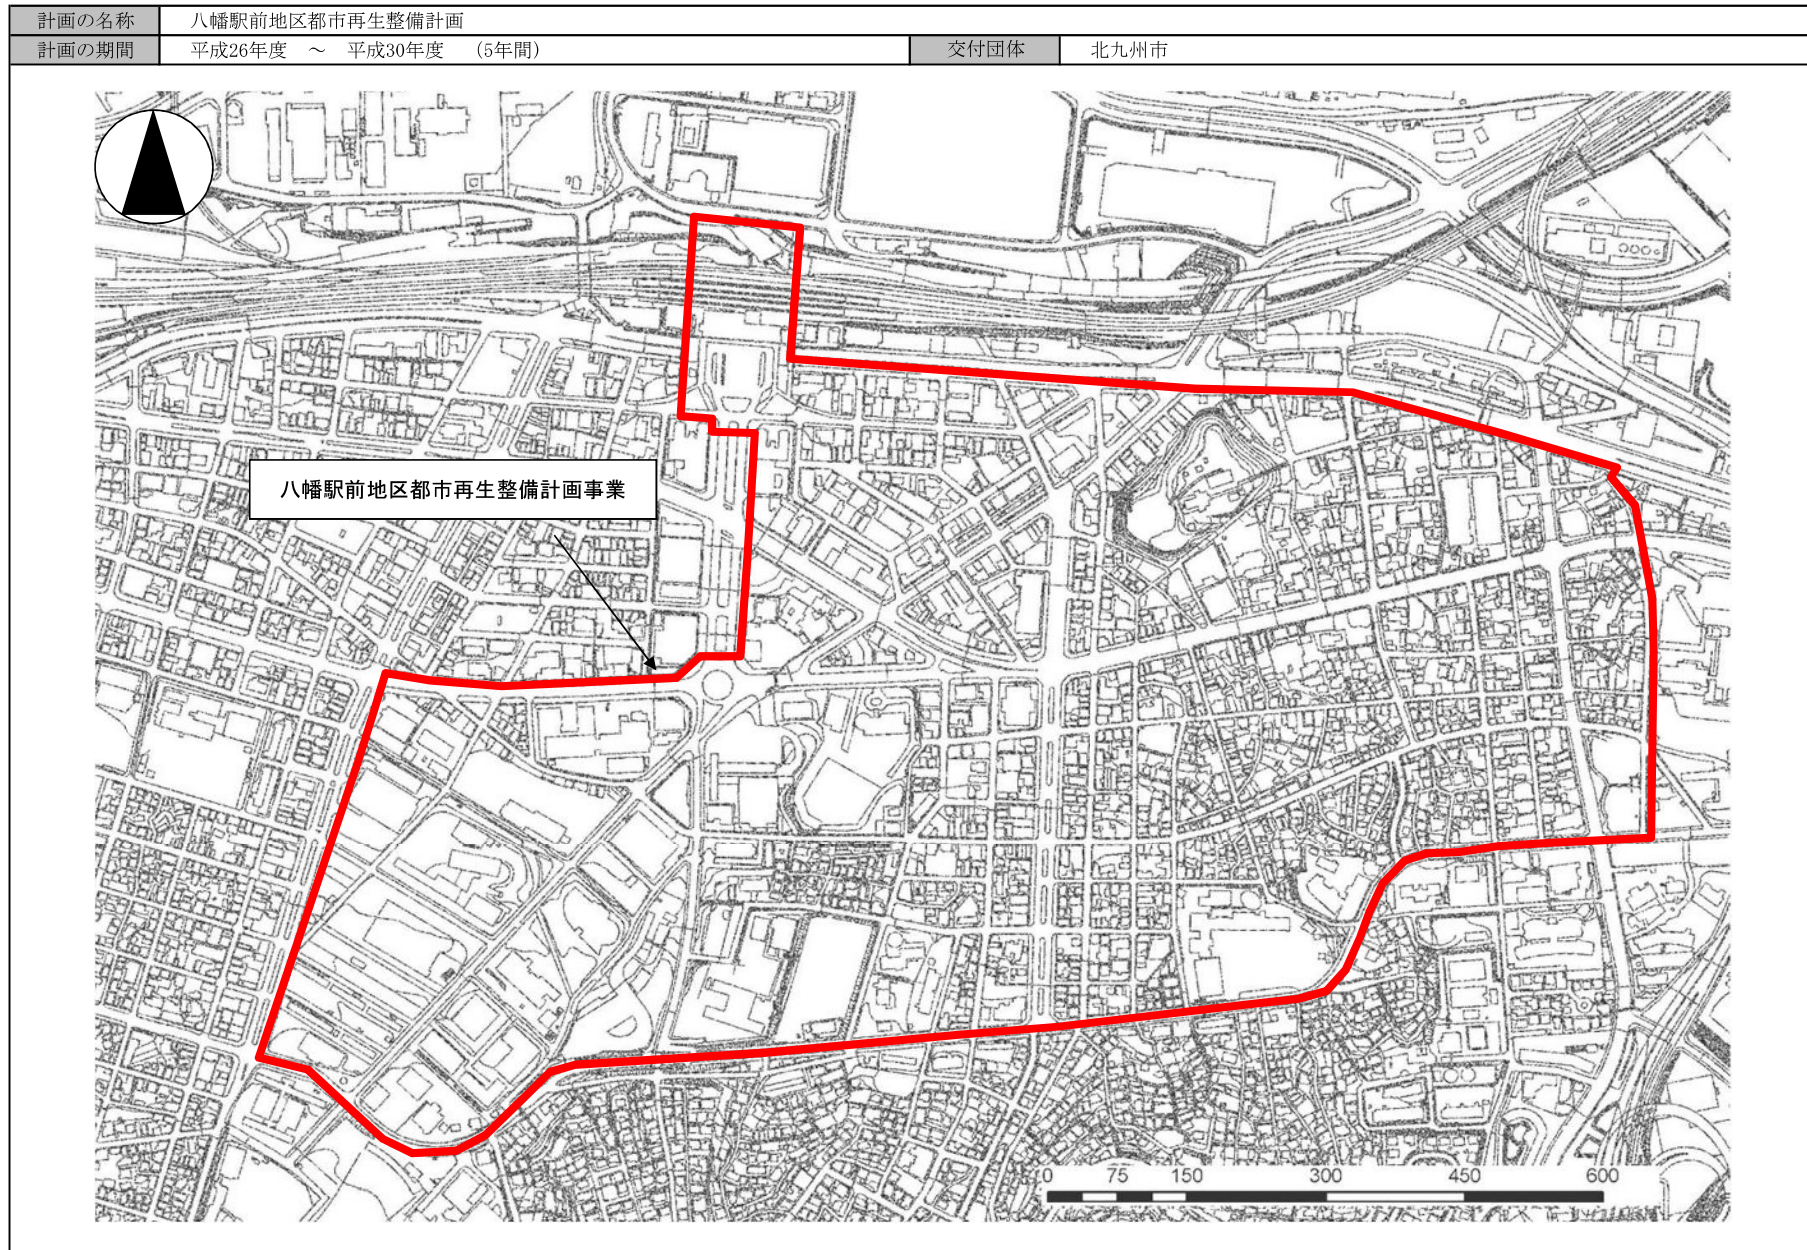 計画の名称 八幡駅前地区都市再生整備計画
計画の期間 平成26年度 ～ 平成30年度 （5年間） 交付団体 北九州市
八幡駅前地区都市再生整備計画事業
0 75 150 300 450 600